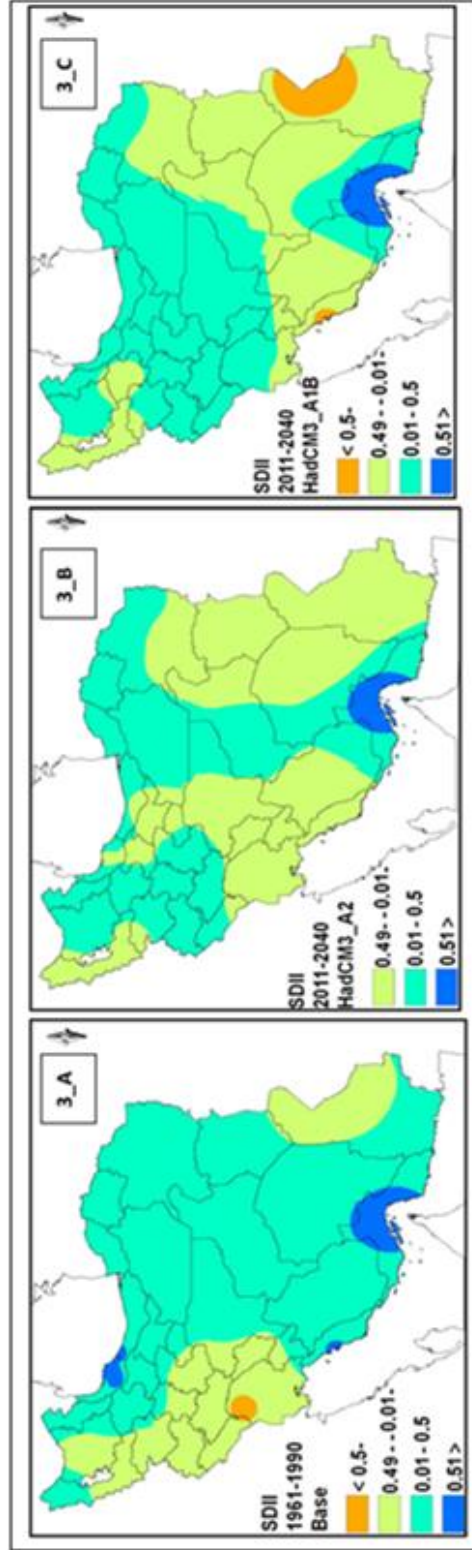 3_A
SDII
1961-1990
Base
< 0.5-
0.49- - 0.01-
0.01 - 0.5
0.51 >
3_B
SDII
2011-2040
HadCM3_A2
0.49- - 0.01-
0.01 - 0.5
0.51 >
3_C
SDII
2011-2040
HadCM3_A1B
< 0.5-
0.49 - - 0.01-
0.01 - 0.5
0.51 >